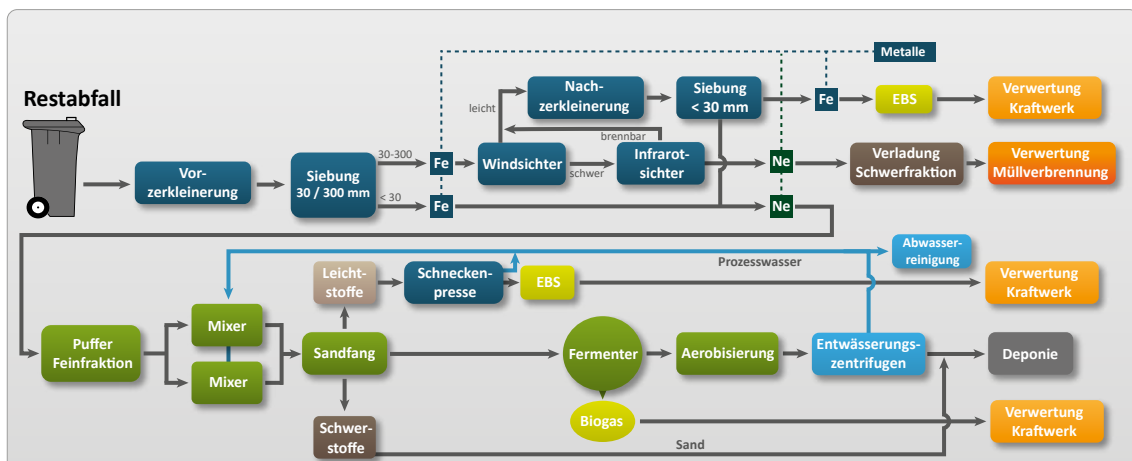 Metalle
Restabfall
Nach-
zerkleinerung
Siebung
< 30 mm
Fe
EBS
Verwertung
Kraftwerk
leicht
brennbar
30-300
Fe
Windsichter
schwer
Infrarot-
sichter
Ne
Verladung
Schwerfraktion
Verwertung
Müllverbrennung
Vor-
zerkleinerung
Siebung
30 / 300 mm
< 30
Fe
Ne
Abwasser-
reinigung
Prozesswasser
Leicht-
stoffe
Schnecken-
presse
EBS
Verwertung
Kraftwerk
Mixer
Puffer
Feinfraktion
Mixer
Sandfang
Fermenter
Aerobisierung
Entwässerungs-
zentrifugen
Deponie
Biogas
Verwertung
Kraftwerk
Schwer-
stoffe
Sand